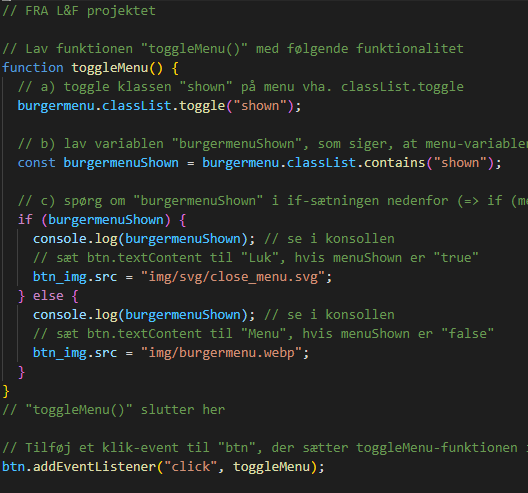 // FRA L&F projektet
// Lav funktionen "toggleMenu()" med følgende funktionalitet
function toggleMenu() {
// a) toggle klassen "shown" på menu vha. classList.toggle
burgermenu.classList.toggle("shown");
// b) lav variablen "burgermenuShown", som siger, at menu-variablen
const burgermenuShown = burgermenu.classList.contains("shown");
// c) spørg om "burgermenuShown" i if-sætningen nedenfor (=> if (me
if (burgermenuShown) {
console.log(burgermenuShown); // se i konsollen
// sæt btn.textContent til "Luk", hvis menuShown er "true"
btn_img.src = "img/svg/close_menu.svg";
} else {
console.log(burgermenuShown); // se i konsollen
// sæt btn.textContent til "Menu", hvis menuShown er "false"
btn_img.src = "img/burgermenu.webp";
}
}
// "toggleMenu()" slutter her
// Tilføj et klik-event til "btn", der sætter toggleMenu-funktionen
btn.addEventListener("click", toggleMenu);